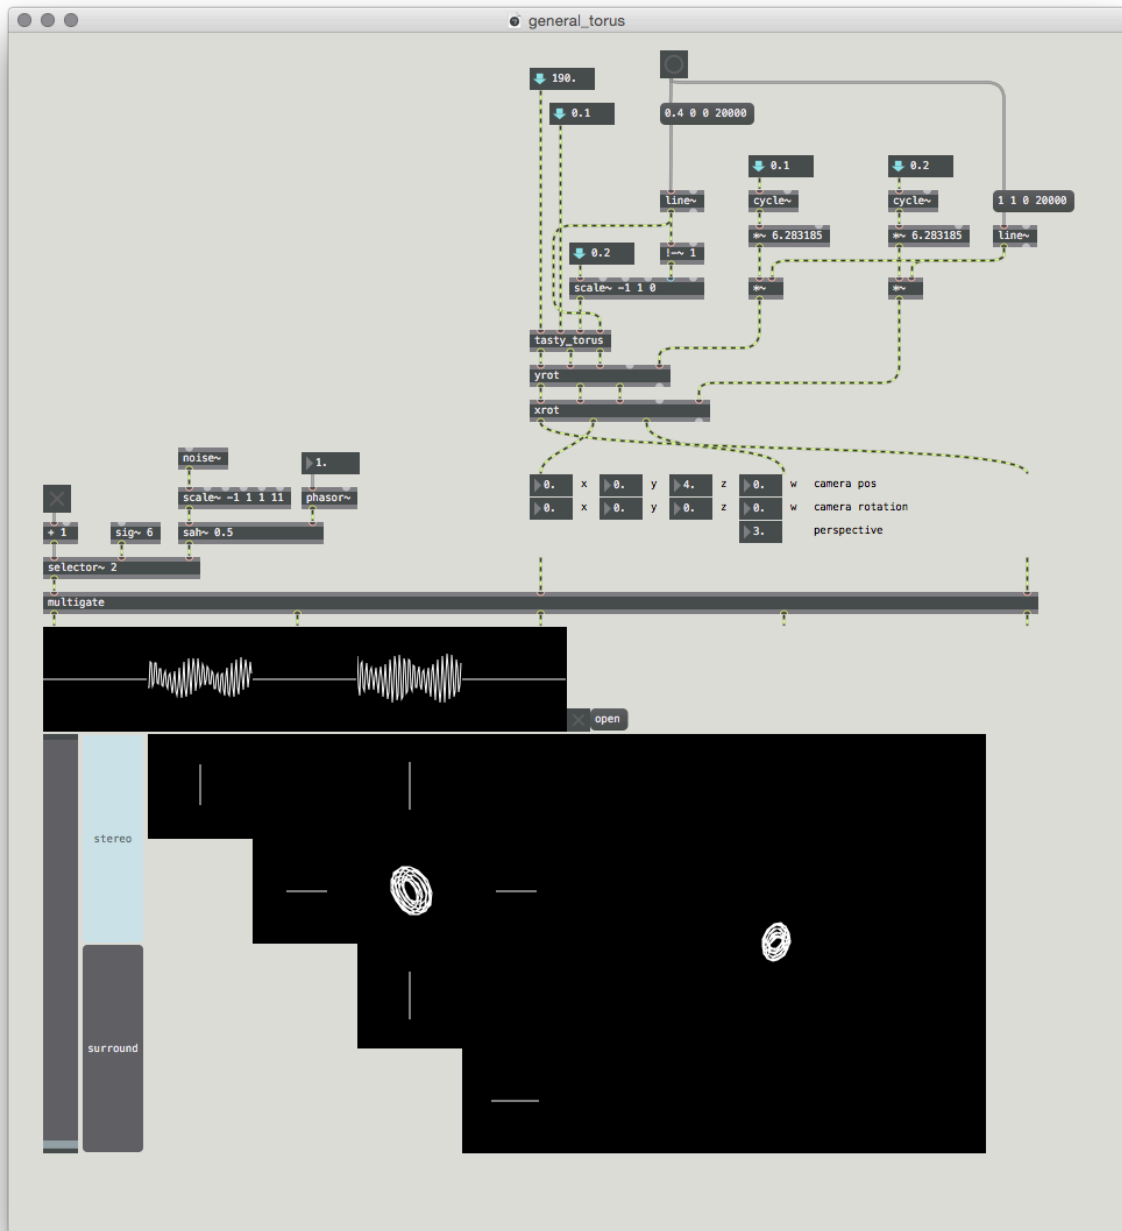 general_torus
190.
0.1
0.4 0 0 20000
0.1
0.2
line~
cycle~
cycle~
1 1 0 20000
*~ 6.283185
*~ 6.283185
line~
0.2
!-~ 1
scale~ -1 1 0
*~
*~
tasty_torus
yrot
xrot
noise~
1.
0. x 0. y 4. z 0. w camera pos
scale~ -1 1 1 11
phasor~
0. x 0. y 0. z 0. w camera rotation
+ 1
sig~ 6
sah~ 0.5
3. perspective
selector~ 2
multigate
open
stereo
surround